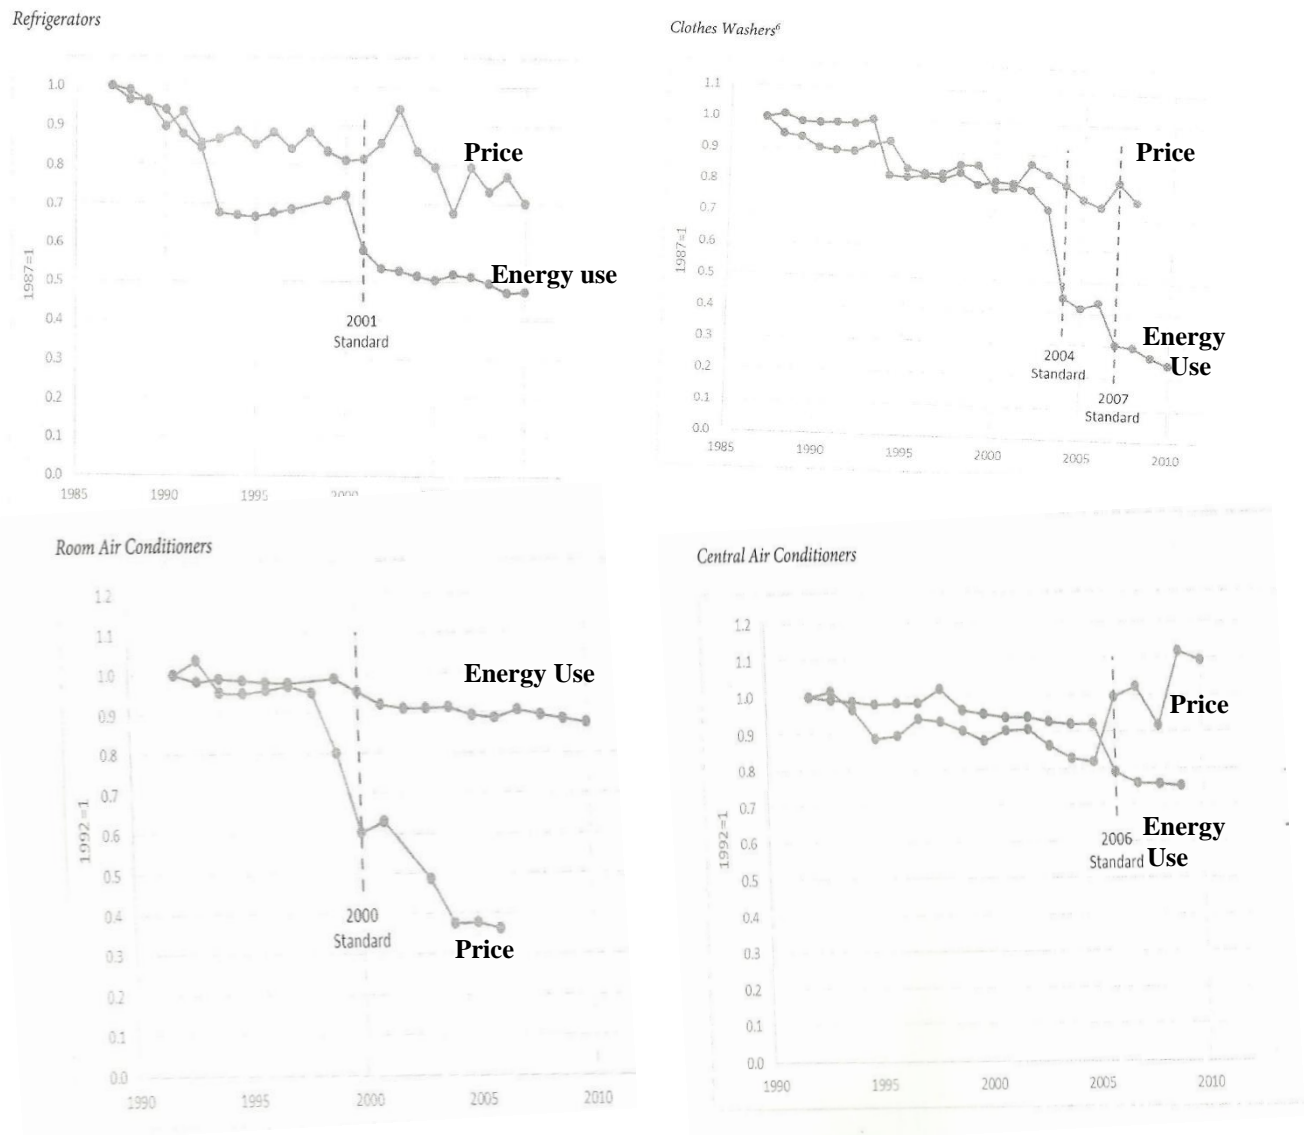 Refrigerators
1.0
0.9
0.8
0.7
0.6
0.5
0.4
0.3
0.2
0.1
0.0
1987=1
Price
Energy use
2001
Standard
1985 1990 1995 2000
Clothes Washers⁶
1.1
1.0
0.9
0.8
0.7
0.6
0.5
0.4
0.3
0.2
0.1
0.0
1987=1
Price
Energy
Use
2004
Standard
2007
Standard
1985 1990 1995 2000 2005 2010
Room Air Conditioners
1.2
1.1
1.0
0.9
0.8
0.7
0.6
0.5
0.4
0.3
0.2
0.1
0.0
1992=1
Energy Use
2000
Standard
Price
1990 1995 2000 2005 2010
Central Air Conditioners
1.2
1.1
1.0
0.9
0.8
0.7
0.6
0.5
0.4
0.3
0.2
0.1
0.0
1992=1
Price
2006
Standard
Energy
Use
1990 1995 2000 2005 2010